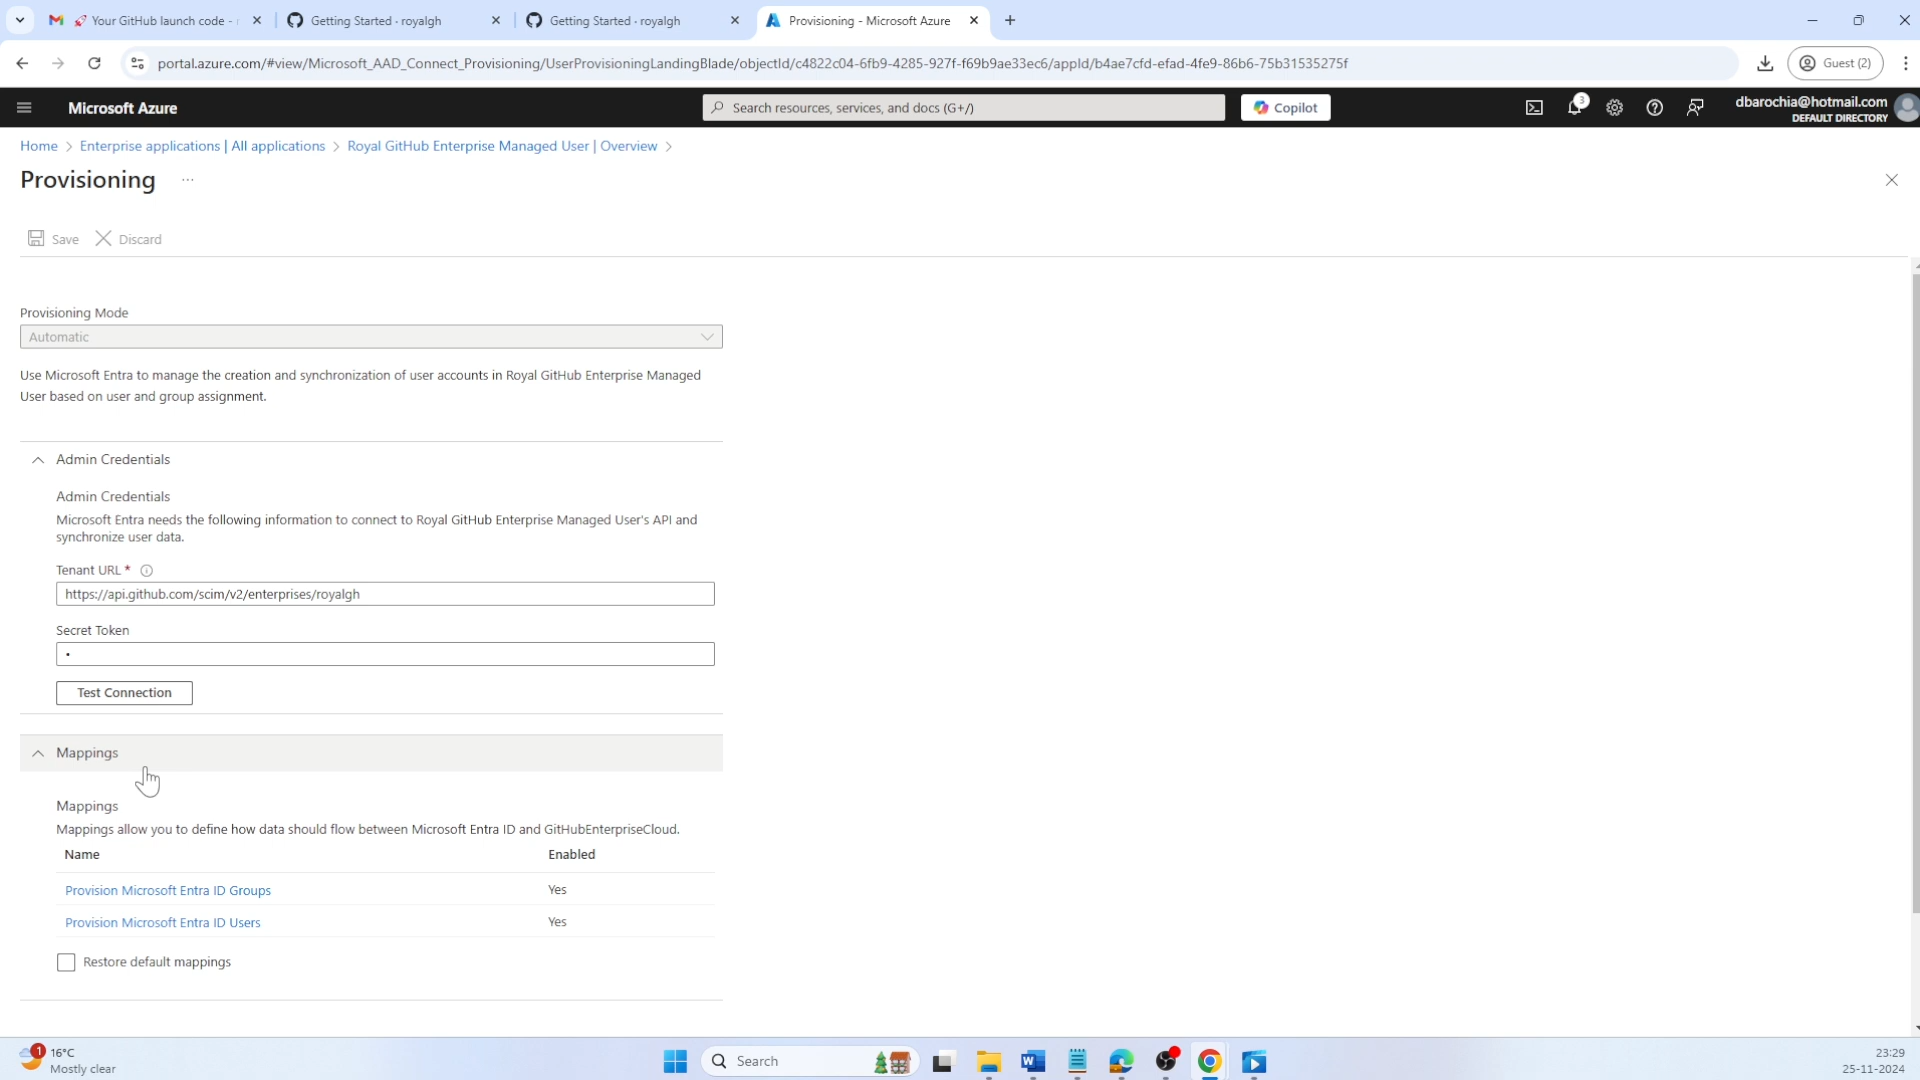 Your GitHub launch code -
Getting Started · royalgh
Getting Started · royalgh
Provisioning - Microsoft Azure
portal.azure.com/#view/Microsoft_AAD_Connect_Provisioning/UserProvisioningLandingBlade/objectId/c4822c04-6fb9-4285-927f-f69b9ae33ec6/appId/b4ae7cfd-efad-4fe9-86b6-75b31535275f
Guest (2)
Microsoft Azure
Search resources, services, and docs (G+/)
Copilot
3
dbarochia@hotmail.com
DEFAULT DIRECTORY
Home > Enterprise applications | All applications > Royal GitHub Enterprise Managed User | Overview >
Provisioning ...
Save
Discard
Provisioning Mode
Automatic
Use Microsoft Entra to manage the creation and synchronization of user accounts in Royal GitHub Enterprise Managed
User based on user and group assignment.
Admin Credentials
Admin Credentials
Microsoft Entra needs the following information to connect to Royal GitHub Enterprise Managed User's API and
synchronize user data.
Tenant URL *
https://api.github.com/scim/v2/enterprises/royalgh
Secret Token
•
Test Connection
Mappings
Mappings
Mappings allow you to define how data should flow between Microsoft Entra ID and GitHubEnterpriseCloud.
Name Enabled
Provision Microsoft Entra ID Groups Yes
Provision Microsoft Entra ID Users Yes
Restore default mappings
1
16°C
Mostly clear
Search
23:29
25-11-2024